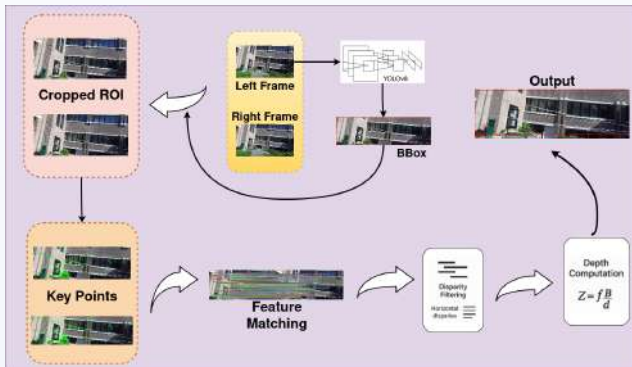 Cropped ROI
Left Frame
Right Frame
YOLOv8
BBox
Output
Key Points
Feature
Matching
Disparity
Filtering
Horizontal
disparities
Depth
Computation
Z = f B/d